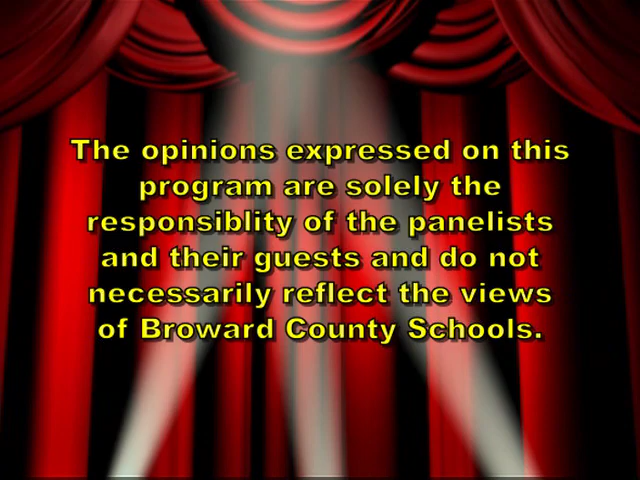 The opinions expressed on this
program are solely the
responsiblity of the panelists
and their guests and do not
necessarily reflect the views
of Broward County Schools.